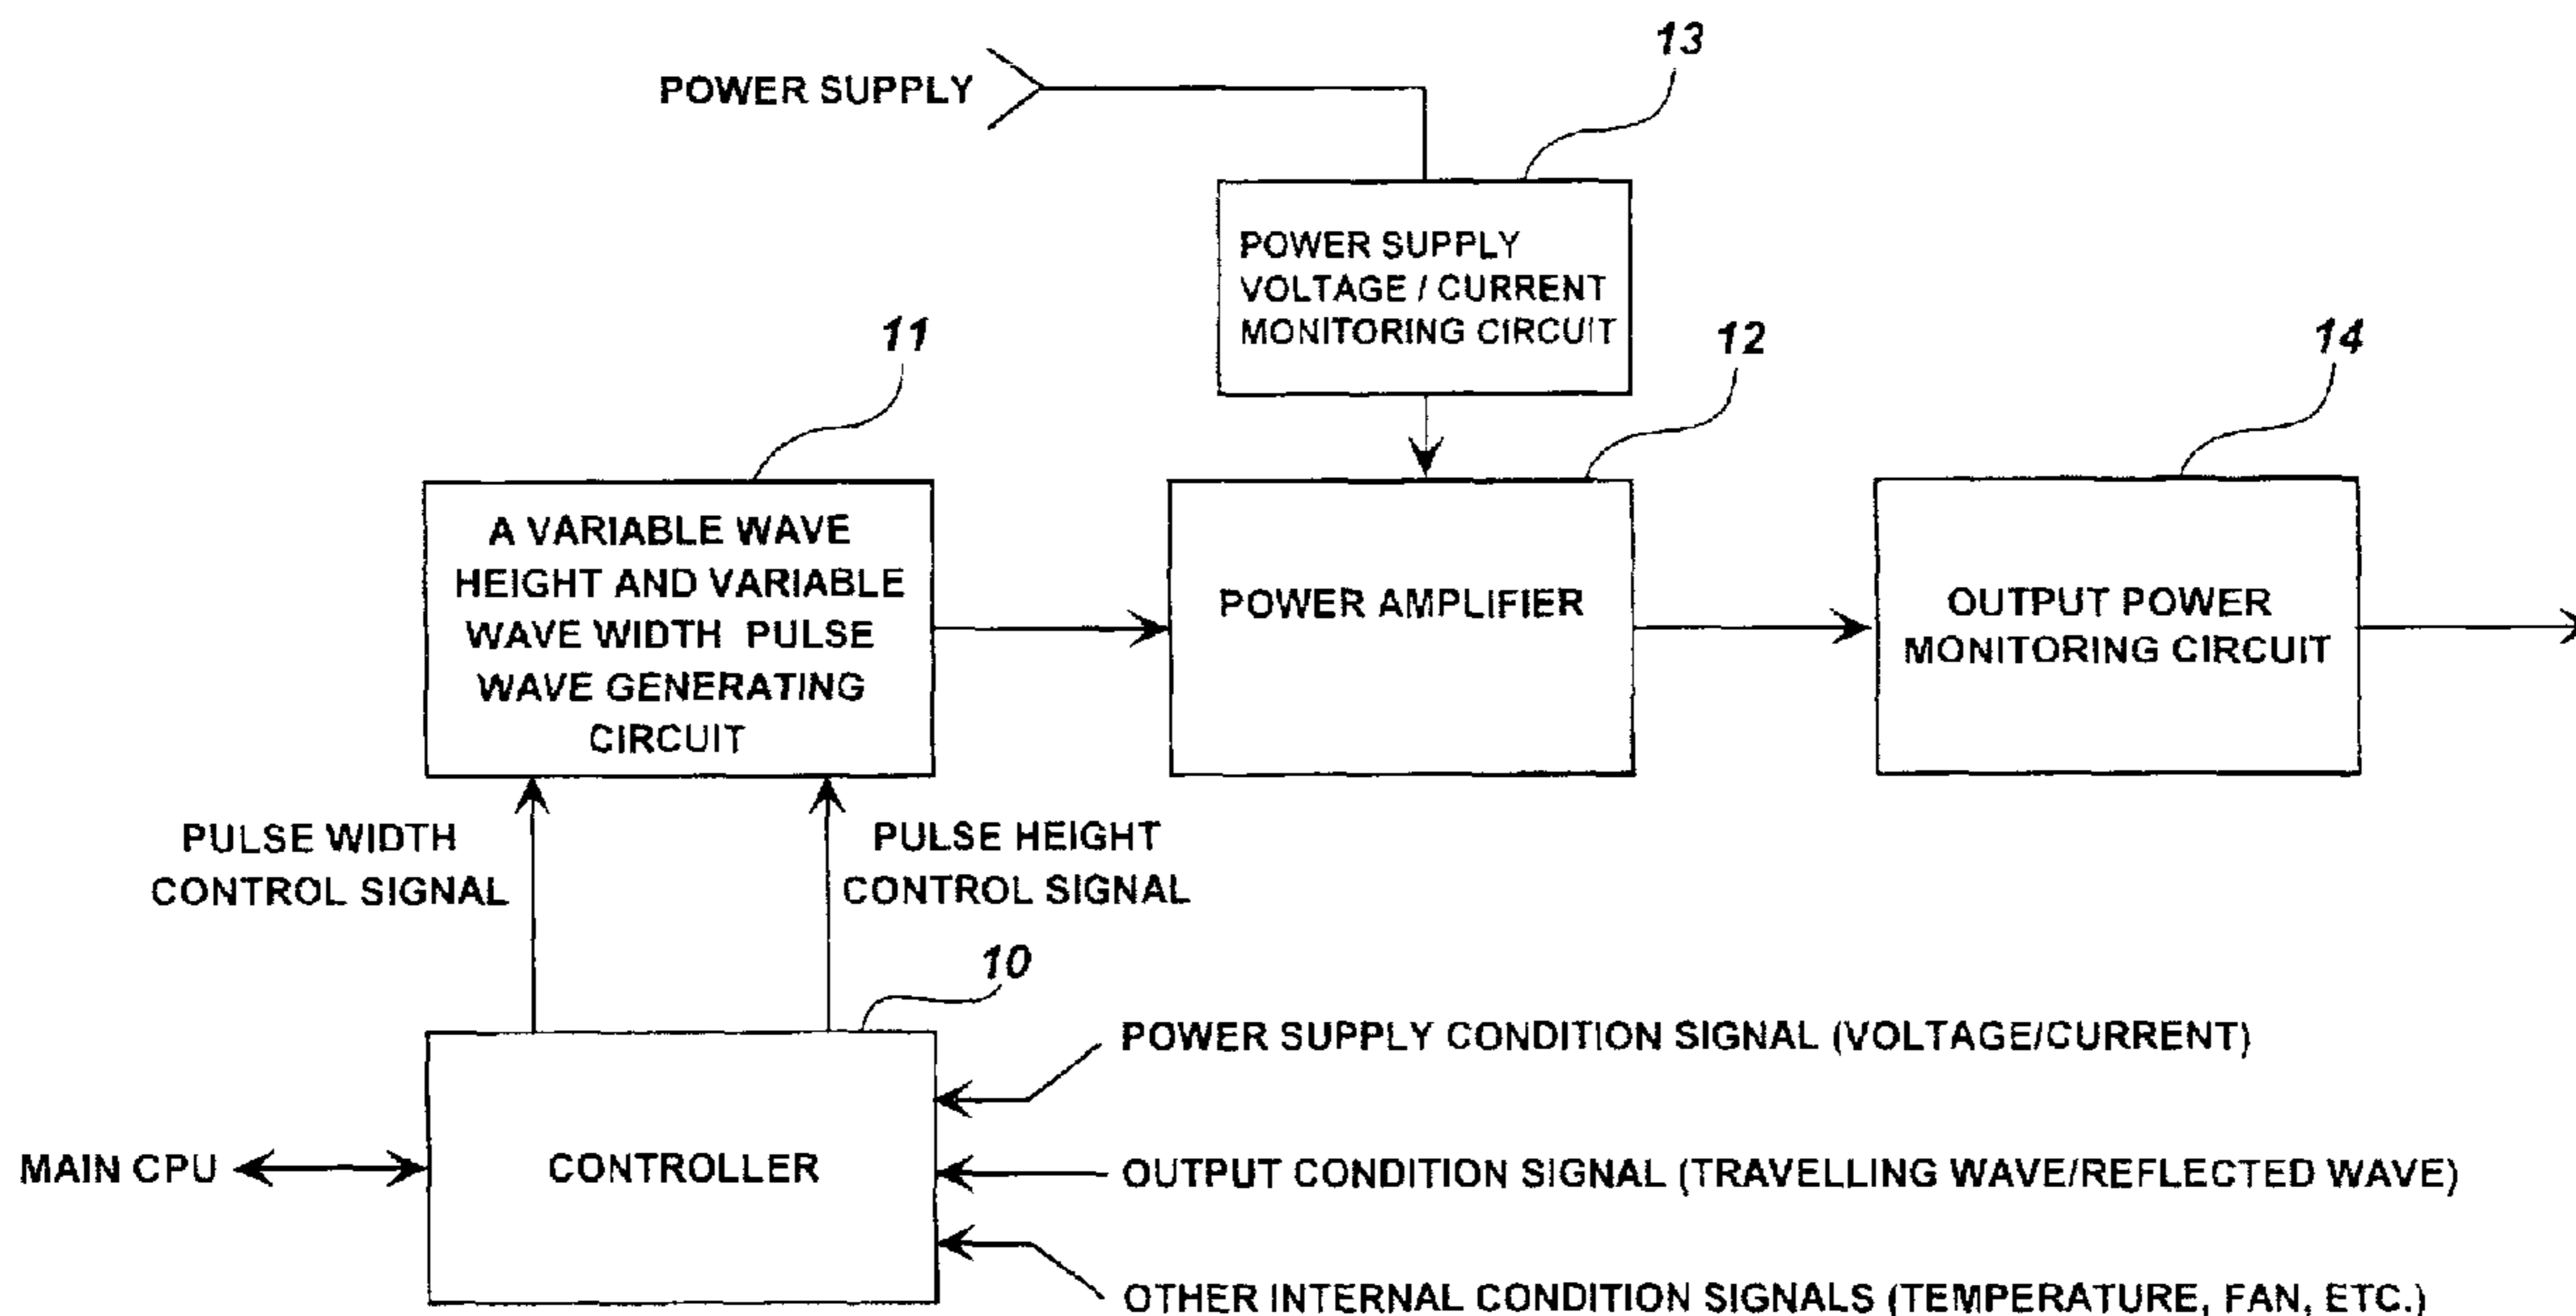 13
POWER SUPPLY
POWER SUPPLY
VOLTAGE / CURRENT
MONITORING CIRCUIT
11
12
14
A VARIABLE WAVE
HEIGHT AND VARIABLE
WAVE WIDTH PULSE
WAVE GENERATING
CIRCUIT
POWER AMPLIFIER
OUTPUT POWER
MONITORING CIRCUIT
PULSE WIDTH
CONTROL SIGNAL
PULSE HEIGHT
CONTROL SIGNAL
10
POWER SUPPLY CONDITION SIGNAL (VOLTAGE/CURRENT)
MAIN CPU
CONTROLLER
OUTPUT CONDITION SIGNAL (TRAVELLING WAVE/REFLECTED WAVE)
OTHER INTERNAL CONDITION SIGNALS (TEMPERATURE, FAN, ETC.)